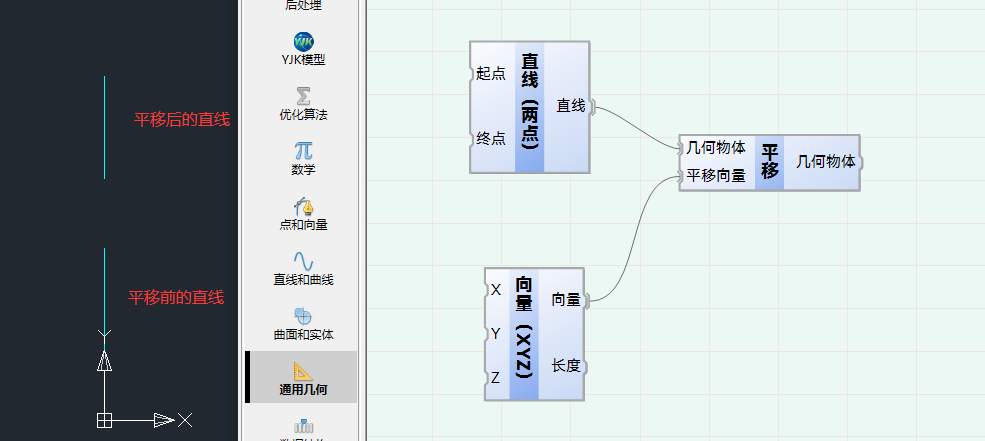 平移后的直线
平移前的直线
X
后处理
YJK
YJK模型
优化算法
数学
点和向量
直线和曲线
曲面和实体
通用几何
起点
终点
直线（两点）
直线
几何物体
平移向量
平移
几何物体
X
Y
Z
向量（XYZ）
向量
长度